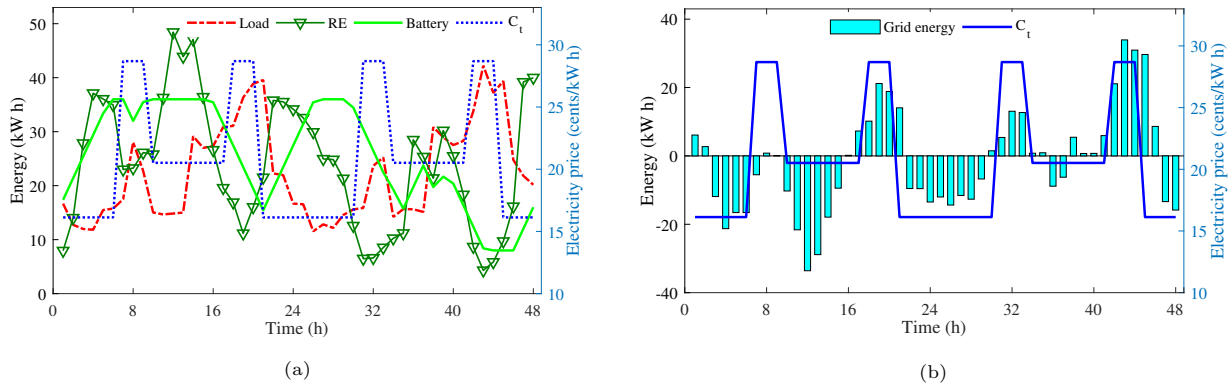 Load RE Battery C_t
Energy (kW h)
60
50
40
30
20
10
0
30
25
20
15
10
Electricity price (cents/kW h)
0 8 16 24 32 40 48
Time (h)
(a)
Grid energy C_t
Energy (kW h)
40
20
0
-20
-40
30
25
20
15
10
Electricity price (cents/kW h)
0 8 16 24 32 40 48
Time (h)
(b)